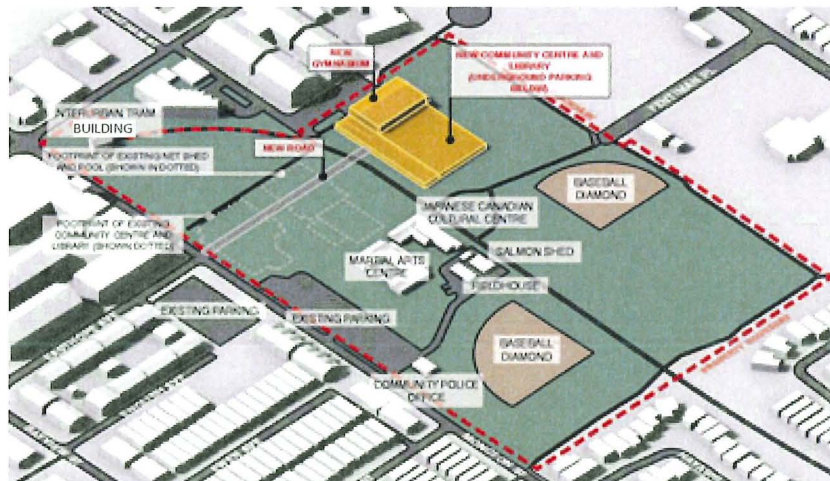 NEW
GYMNASIUM
NEW COMMUNITY CENTRE AND
LIBRARY
(UNDERGROUND PARKING
BELOW)
INTERURBAN TRAM
BUILDING
NEW ROAD
FOOTPRINT OF EXISTING NET SHED
AND POOL (SHOWN IN DOTTED)
BASEBALL
DIAMOND
JAPANESE CANADIAN
CULTURAL CENTRE
FOOTPRINT OF EXISTING
COMMUNITY CENTRE AND
LIBRARY (SHOWN DOTTED)
SALMON SHED
MARTIAL ARTS
CENTRE
FIELDHOUSE
EXISTING PARKING
EXISTING PARKING
BASEBALL
DIAMOND
COMMUNITY POLICE
OFFICE